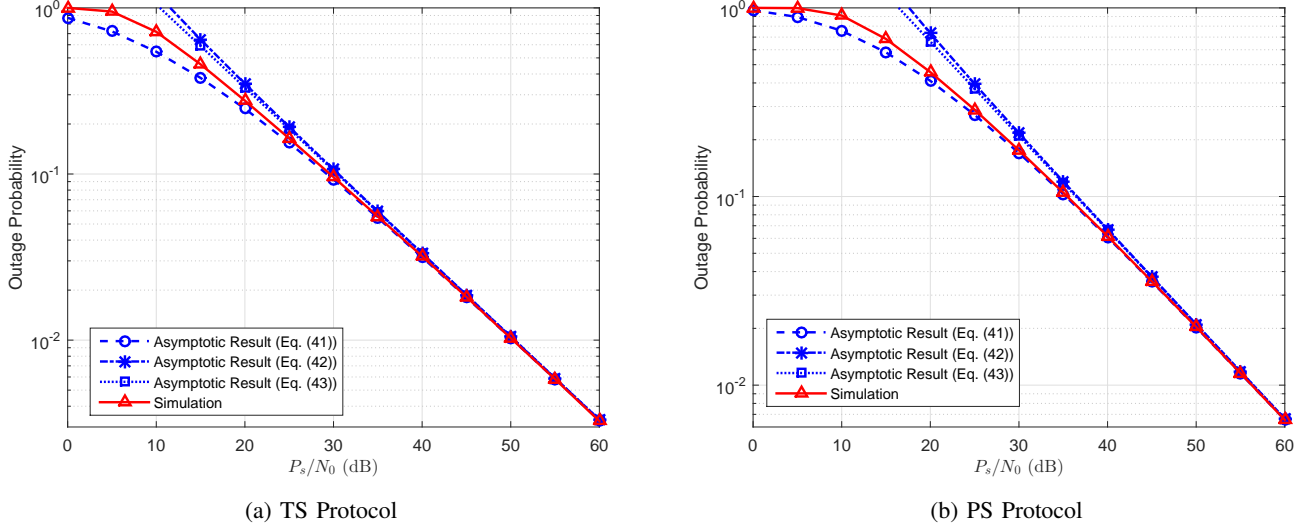 10^0
10^-1
10^-2
Outage Probability
Asymptotic Result (Eq. (41))
Asymptotic Result (Eq. (42))
Asymptotic Result (Eq. (43))
Simulation
0 10 20 30 40 50 60
P_s/N_0 (dB)
(a) TS Protocol
10^0
10^-1
10^-2
Outage Probability
Asymptotic Result (Eq. (41))
Asymptotic Result (Eq. (42))
Asymptotic Result (Eq. (43))
Simulation
0 10 20 30 40 50 60
P_s/N_0 (dB)
(b) PS Protocol